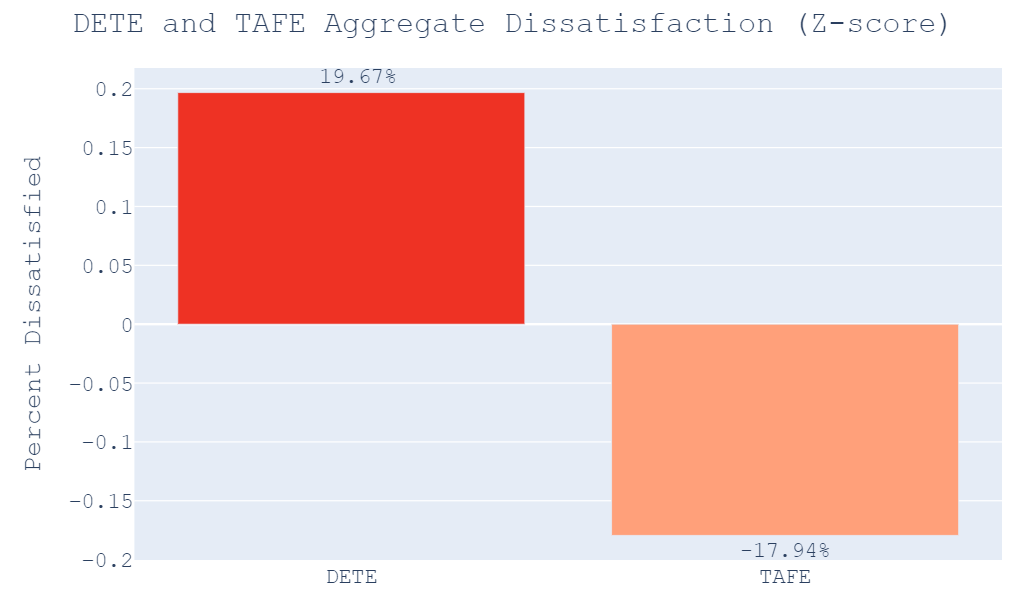 DETE and TAFE Aggregate Dissatisfaction (Z-score)
Percent Dissatisfied
0.2
0.15
0.1
0.05
0
−0.05
−0.1
−0.15
−0.2
19.67%
−17.94%
DETE
TAFE